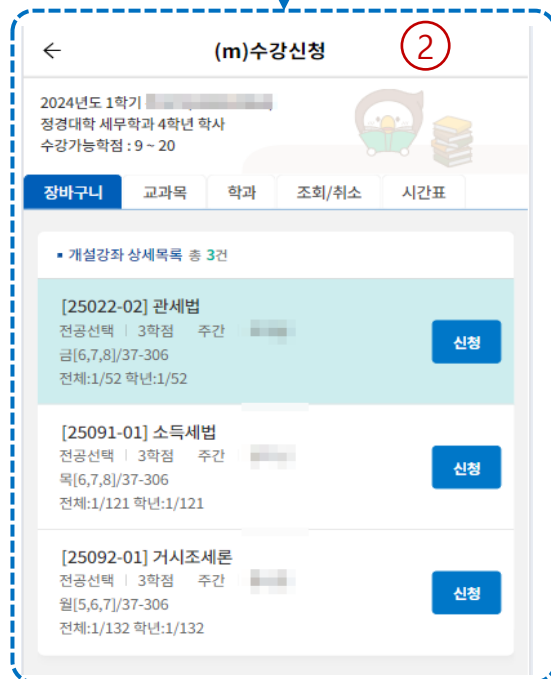 (m)수강신청
2
2024년도 1학기
정경대학 세무학과 4학년 학사
수강가능학점 : 9 ~ 20
장바구니 교과목 학과 조회/취소 시간표
개설강좌 상세목록 총 3건
[25022-02] 관세법
전공선택 3학점 주간
금[6,7,8]/37-306
전체:1/52 학년:1/52
신청
[25091-01] 소득세법
전공선택 3학점 주간
목[6,7,8]/37-306
전체:1/121 학년:1/121
신청
[25092-01] 거시조세론
전공선택 3학점 주간
월[5,6,7]/37-306
전체:1/132 학년:1/132
신청